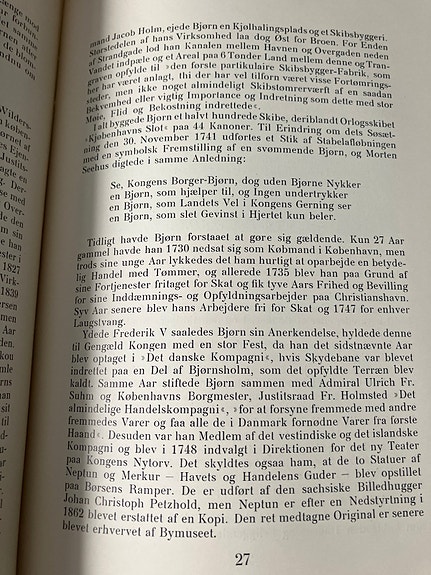 mand Jacob Holm, ejede Bjørn en Kjølhalingsplads og et Skibsbyggeri.
Størstedelen af hans Virksomhed laa dog Øst for Broen. For Enden
af Strandgade lod han Kanalen mellem Havnen og Overgaden neden
Vandet indpæle og et Areal paa 6 Tønder Land mellem denne og Tran-
graven opfylde til »den første partikulaire Skibsbygger-Fabrik, som
her har været anlagt, thi der har vel tilforn været visse Fortømrings-
steder, men ikke noget almindeligt Skibstømrerværft af en saadan
Bekvemhed eller vigtig Importance og Indretning som dette med stor
Møie, Flid og Bekostning indrettede«.
I alt byggede Bjørn et halvt hundrede Skibe, deriblandt Orlogsskibet
»Kjøbenhavns Slot« paa 44 Kanoner. Til Erindring om dets Søsæt-
ning den 30. November 1741 udførtes et Stik af Stabelafløbningen
med en symbolsk Fremstilling af en svømmende Bjørn, og Morten
Seehus digtede i samme Anledning:
Se, Kongens Borger-Bjørn, dog uden Bjørne Nykker
en Bjørn, som hjælper til, og Ingen undertrykker
en Bjørn, som Landets Vel i Kongens Gerning ser
en Bjørn, som slet Gevinst i Hjertet kun beler.
Tidligt havde Bjørn forstaaet at gøre sig gældende. Kun 27 Aar
gammel havde han 1730 nedsat sig som Købmand i København, men
trods sine unge Aar lykkedes det ham hurtigt at oparbejde en betyde-
lig Handel med Tømmer, og allerede 1735 blev han paa Grund af
sine Fortjenester fritaget for Skat og fik tyve Aars Frihed og Bevilling
for sine Inddæmnings- og Opfyldningsarbejder paa Christianshavn.
Syv Aar senere blev hans Arbejdere fri for Skat og 1747 for enhver
Laugstvang.
Ydede Frederik V saaledes Bjørn sin Anerkendelse, hyldede denne
til Gengæld Kongen med en stor Fest, da han det sidstnævnte Aar
blev optaget i »Det danske Kompagni«, hvis Skydebane var blevet
indrettet paa en Del af Bjørnsholm, som det opfyldte Terræn blev
kaldt. Samme Aar stiftede Bjørn sammen med Admiral Ulrich Fr.
Suhm og Københavns Borgmester, Justitsraad Fr. Holmsted »Det
almindelige Handelskompagni«, »for at forsyne fremmede med andre
fremmedes Varer og faa alle de i Danmark fornødne Varer fra første
Haand«. Desuden var han Medlem af det vestindiske og det islandske
Kompagni og blev i 1748 indvalgt i Direktionen for det ny Teater
paa Kongens Nytorv. Det skyldtes ogsaa ham, at de to Statuer af
Neptun og Merkur – Havets og Handelens Guder – blev opstillet
paa Børsens Ramper. De er udført af den sachsiske Billedhugger
Johan Christoph Petzhold, men Neptun er efter en Nedstyrtning i
1862 blevet erstattet af en Kopi. Den ret medtagne Original er senere
blevet erhvervet af Bymuseet.
27